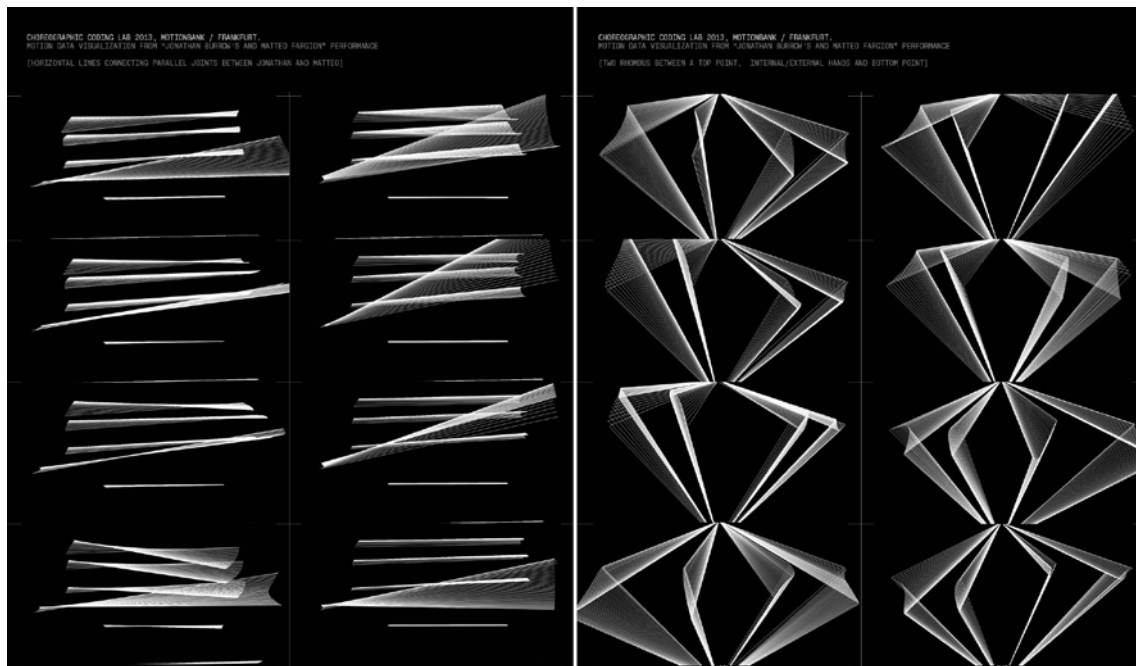 CHOREOGRAPHIC CODING LAB 2013, MOTIONBANK / FRANKFURT.
MOTION DATA VISUALIZATION FROM "JONATHAN BURROW'S AND MATTEO FARGION" PERFORMANCE
[HORIZONTAL LINES CONNECTING PARALLEL JOINTS BETWEEN JONATHAN AND MATTEO]
CHOREOGRAPHIC CODING LAB 2013, MOTIONBANK / FRANKFURT.
MOTION DATA VISUALIZATION FROM "JONATHAN BURROW'S AND MATTEO FARGION" PERFORMANCE
[TWO RHOMBUS BETWEEN A TOP POINT, INTERNAL/EXTERNAL HANDS AND BOTTOM POINT]